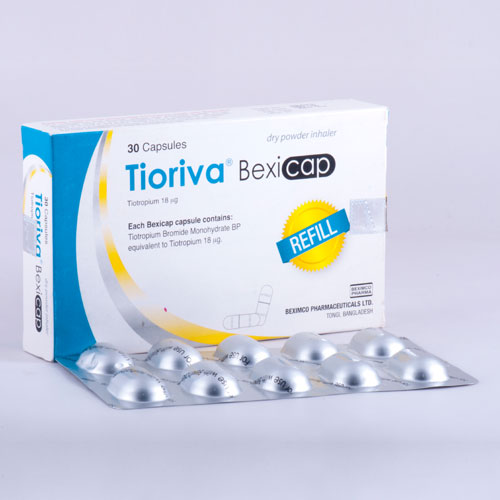 30 Capsules
dry powder inhaler
Tioriva® Bexicap
Tiotropium 18 µg
Each Bexicap capsule contains:
Tiotropium Bromide Monohydrate BP
equivalent to Tiotropium 18 µg.
REFILL
BEXIMCO
PHARMA
BEXIMCO PHARMACEUTICALS LTD.
TONGI, BANGLADESH
30 Capsules
Tioriva® Bexicap